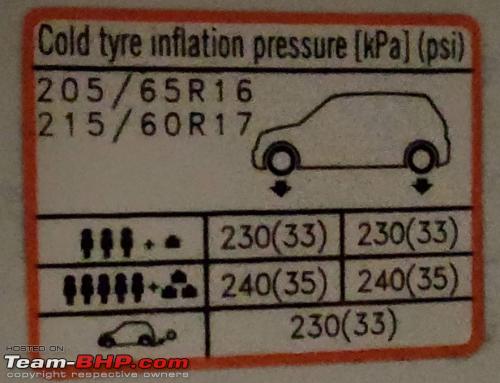 Cold tyre inflation pressure [kPa] (psi)
205/65R16
215/60R17
+ 230(33) 230(33)
+ 240(35) 240(35)
230(33)
HOSTED ON
Team-BHP.com
copyright respective owners